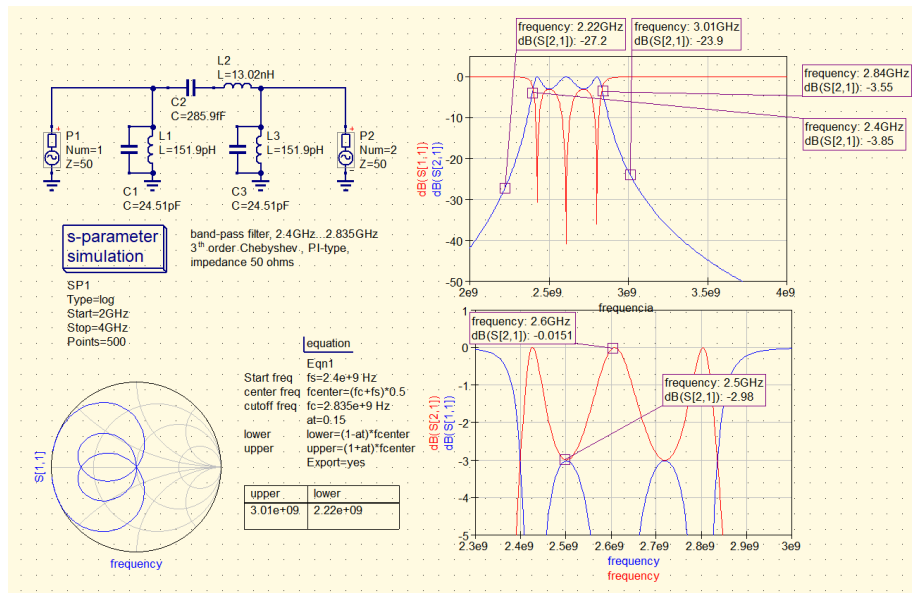 L2
L=13.02nH
C2
C=285.9fF
P1
Num=1
Z=50
L1
L=151.9pH
L3
L=151.9pH
P2
Num=2
Z=50
C1
C=24.51pF
C3
C=24.51pF
s-parameter
simulation
band-pass filter, 2.4GHz...2.835GHz
3th order Chebyshev, PI-type,
impedance 50 ohms
SP1
Type=log
Start=2GHz
Stop=4GHz
Points=500
equation
Eqn1
Start freq fs=2.4e+9 Hz
center freq fcenter=(fc+fs)*0.5
cutoff freq fc=2.835e+9 Hz
at=0.15
lower lower=(1-at)*fcenter
upper upper=(1+at)*fcenter
Export=yes
upper lower
3.01e+09 2.22e+09
S[1,1]
frequency
frequency: 2.22GHz
dB(S[2,1]): -27.2
frequency: 3.01GHz
dB(S[2,1]): -23.9
frequency: 2.84GHz
dB(S[2,1]): -3.55
frequency: 2.4GHz
dB(S[2,1]): -3.85
0
-10
-20
-30
-40
-50
dB(S[1,1])
dB(S[2,1])
2e9 2.5e9 3e9 3.5e9 4e9
frequencia
frequency: 2.6GHz
dB(S[2,1]): -0.0151
frequency: 2.5GHz
dB(S[2,1]): -2.98
1
0
-1
-2
-3
-4
-5
dB(S[2,1])
dB(S[1,1])
2.3e9 2.4e9 2.5e9 2.6e9 2.7e9 2.8e9 2.9e9 3e9
frequency
frequency